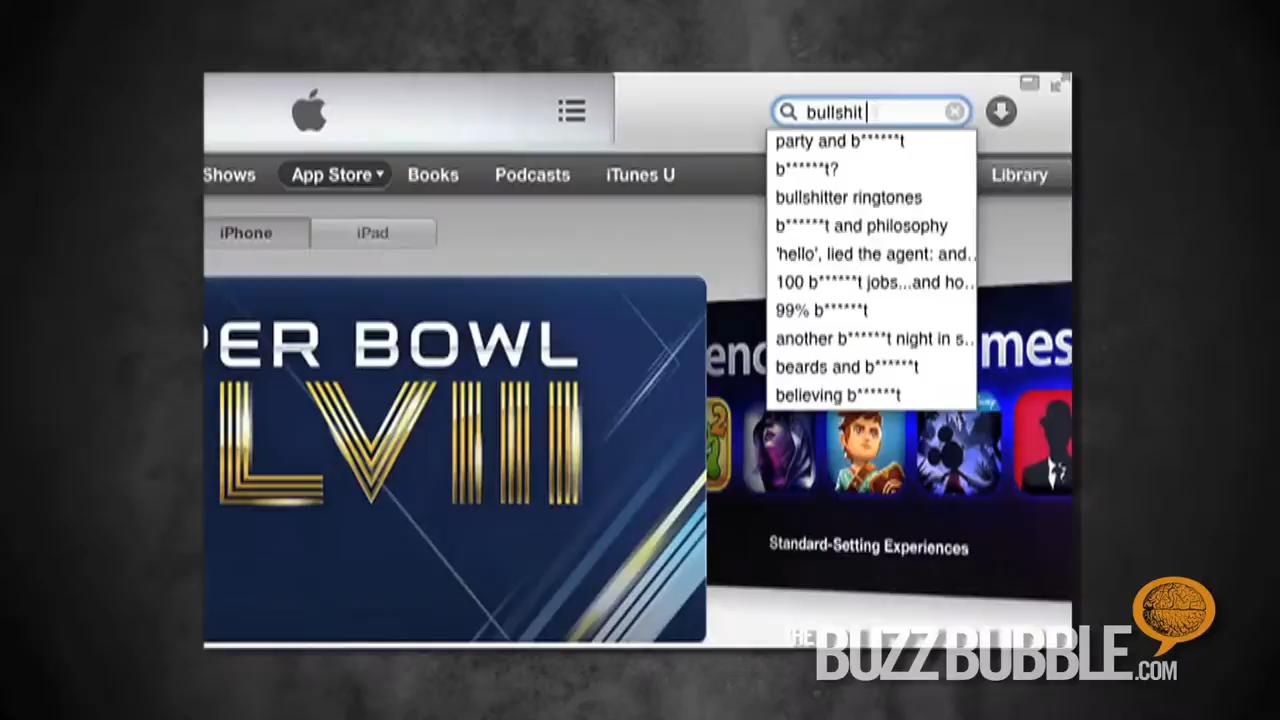 bullshit
party and b******t
b******t?
bullshitter ringtones
b******t and philosophy
'hello', lied the agent: and..
100 b******t jobs...and ho..
99% b******t
another b******t night in s..
beards and b******t
believing b******t
Shows
App Store
Books
Podcasts
iTunes U
Library
iPhone
iPad
PER BOWL
LVIII
mes
Standard-Setting Experiences
THE
BUZZBUBBLE.COM